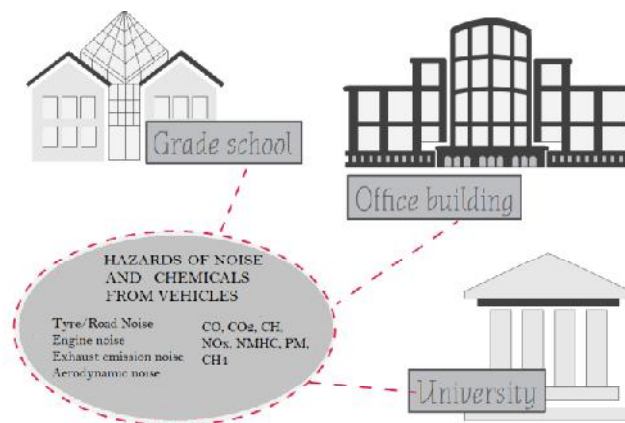 Grade school
Office building
HAZARDS OF NOISE
AND CHEMICALS
FROM VEHICLES
Tyre/Road Noise
Engine noise
Exhaust emission noise
Aerodynamic noise
CO, CO2, CH,
NOx, NMHC, PM,
CH4
University